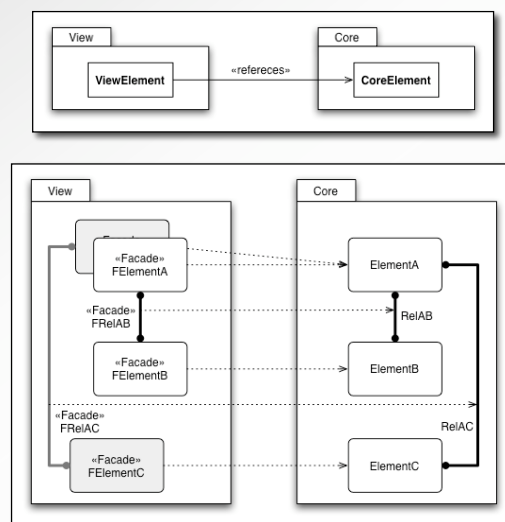 View
Core
ViewElement
«refereces»
CoreElement
View
Core
«Facade»
FElementA
ElementA
«Facade»
FRelAB
RelAB
«Facade»
FElementB
ElementB
«Facade»
FRelAC
RelAC
«Facade»
FElementC
ElementC